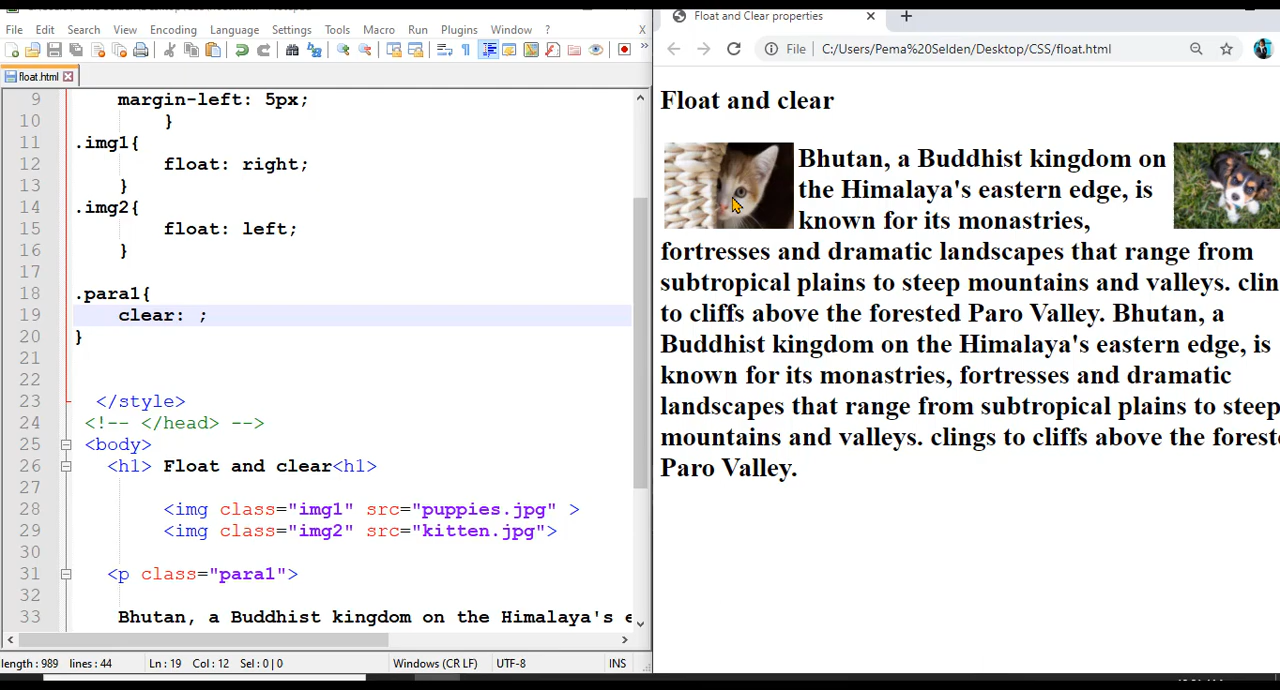 File Edit Search View Encoding Language Settings Tools Macro Run Plugins Window ? X
float.html
9 margin-left: 5px;
10 }
11 .img1{
12 float: right;
13 }
14 .img2{
15 float: left;
16 }
17
18 .para1{
19 clear: ;
20 }
21
22
23 </style>
24 <!-- </head> -->
25 <body>
26 <h1> Float and clear<h1>
27
28 <img class="img1" src="puppies.jpg" >
29 <img class="img2" src="kitten.jpg">
30
31 <p class="para1">
32
33 Bhutan, a Buddhist kingdom on the Himalaya's e
length : 989 lines : 44 Ln : 19 Col : 12 Sel : 0 | 0 Windows (CR LF) UTF-8 INS
Float and Clear properties
File C:/Users/Pema%20Selden/Desktop/CSS/float.html
Float and clear
Bhutan, a Buddhist kingdom on
the Himalaya's eastern edge, is
known for its monastries,
fortresses and dramatic landscapes that range from
subtropical plains to steep mountains and valleys. clin
to cliffs above the forested Paro Valley. Bhutan, a
Buddhist kingdom on the Himalaya's eastern edge, is
known for its monastries, fortresses and dramatic
landscapes that range from subtropical plains to steep
mountains and valleys. clings to cliffs above the foreste
Paro Valley.